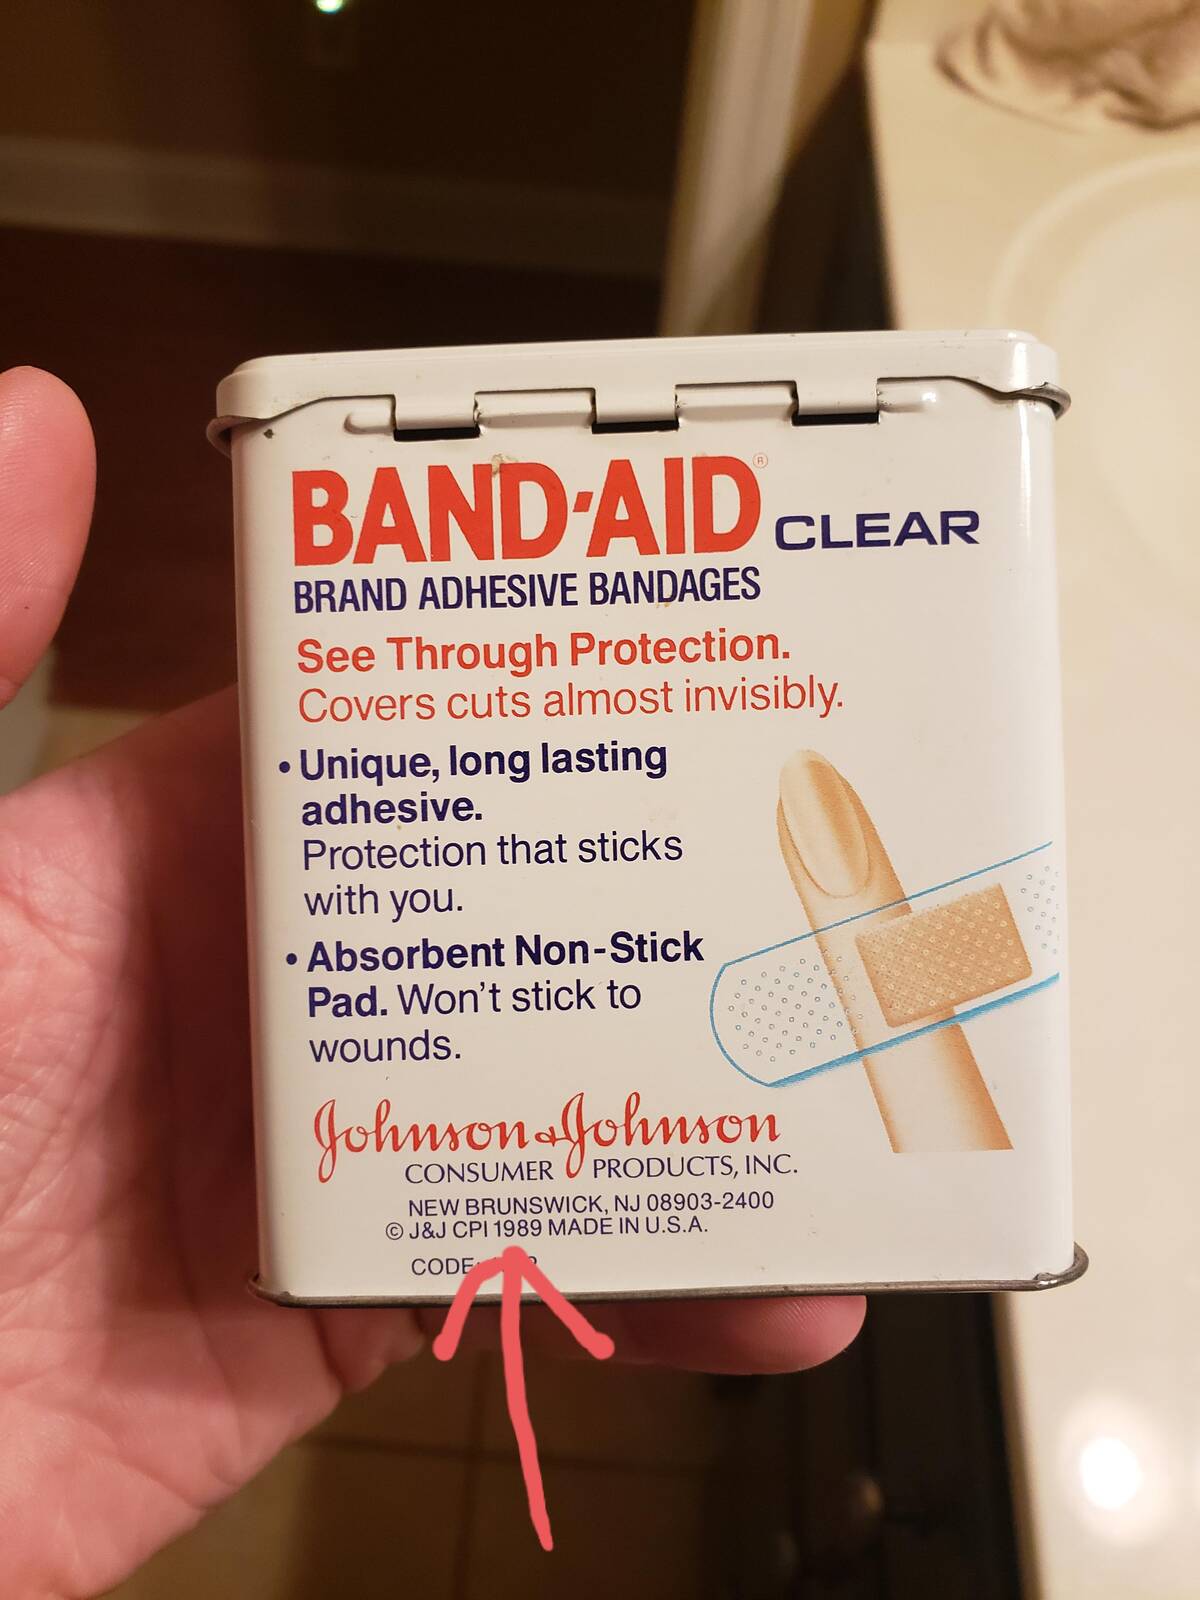 BAND-AID® CLEAR
BRAND ADHESIVE BANDAGES
See Through Protection.
Covers cuts almost invisibly.
• Unique, long lasting
adhesive.
Protection that sticks
with you.
• Absorbent Non-Stick
Pad. Won't stick to
wounds.
Johnson & Johnson
CONSUMER PRODUCTS, INC.
NEW BRUNSWICK, NJ 08903-2400
© J&J CPI 1989 MADE IN U.S.A.
CODE: